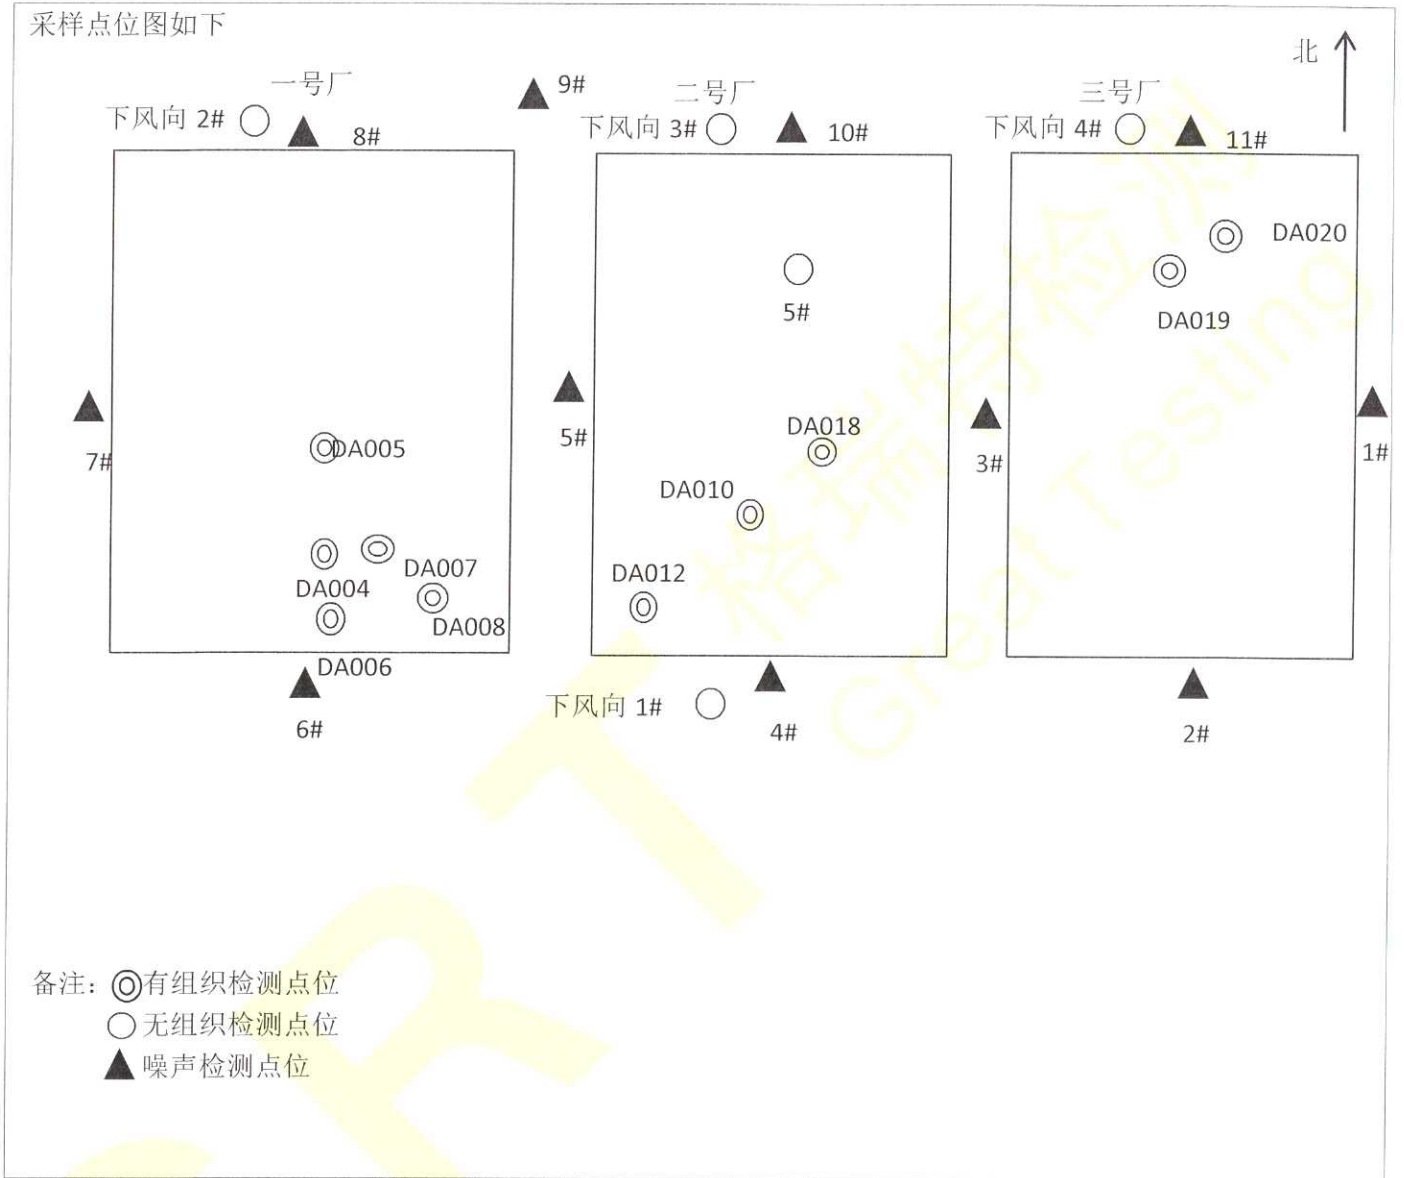 采样点位图如下
北
一号厂
9#
二号厂
三号厂
下风向 2#
8#
下风向 3#
10#
下风向 4#
11#
DA020
5#
DA019
7#
DA005
5#
DA018
3#
1#
DA010
DA007
DA004
DA012
DA008
DA006
6#
下风向 1#
4#
2#
备注：
有组织检测点位
无组织检测点位
噪声检测点位
格瑞特检测
Great Testing
GRT